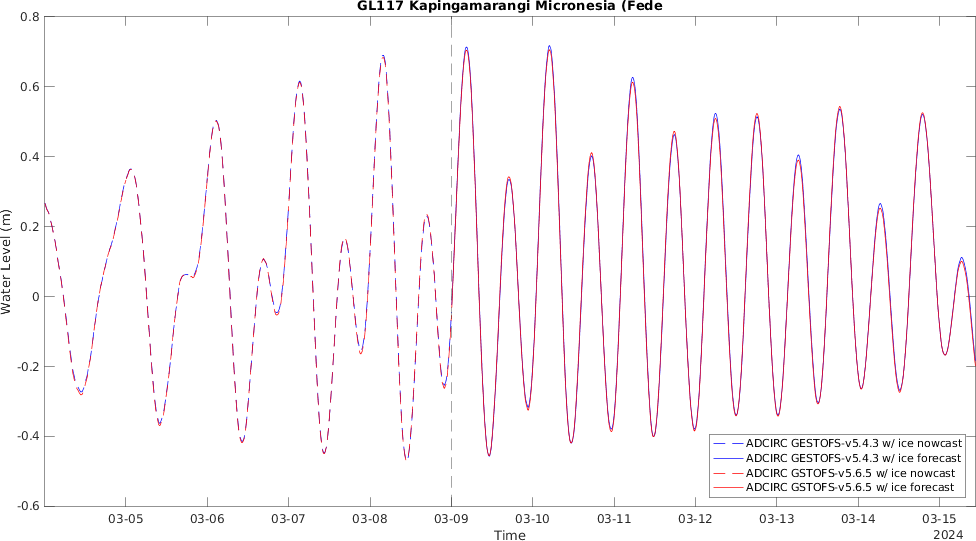 GL117 Kapingamarangi Micronesia (Fede
0.8
0.6
0.4
0.2
0
-0.2
-0.4
-0.6
Water Level (m)
ADCIRC GESTOFS-v5.4.3 w/ ice nowcast
ADCIRC GESTOFS-v5.4.3 w/ ice forecast
ADCIRC GSTOFS-v5.6.5 w/ ice nowcast
ADCIRC GSTOFS-v5.6.5 w/ ice forecast
03-05 03-06 03-07 03-08 03-09 03-10 03-11 03-12 03-13 03-14 03-15
Time
2024